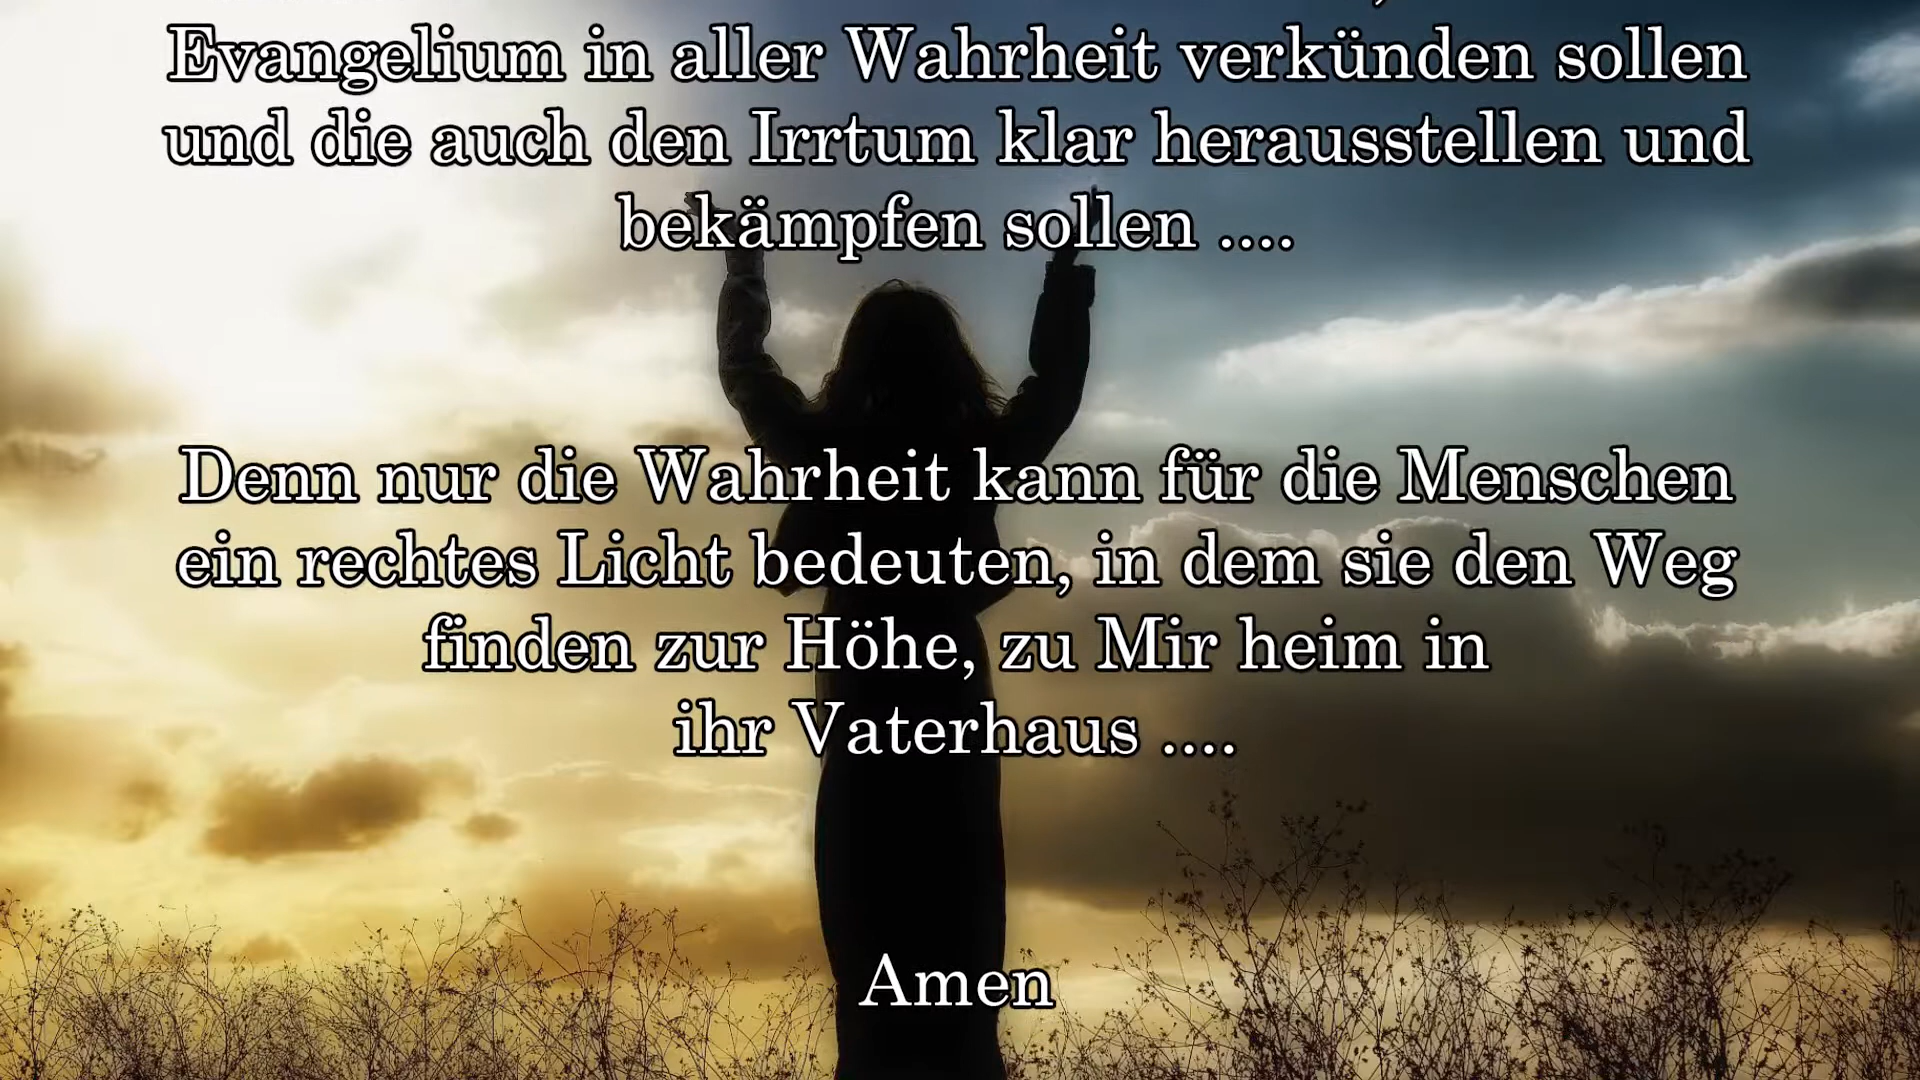 Evangelium in aller Wahrheit verkünden sollen
und die auch den Irrtum klar herausstellen und
bekämpfen sollen ....
Denn nur die Wahrheit kann für die Menschen
ein rechtes Licht bedeuten, in dem sie den Weg
finden zur Höhe, zu Mir heim in
ihr Vaterhaus ....
Amen